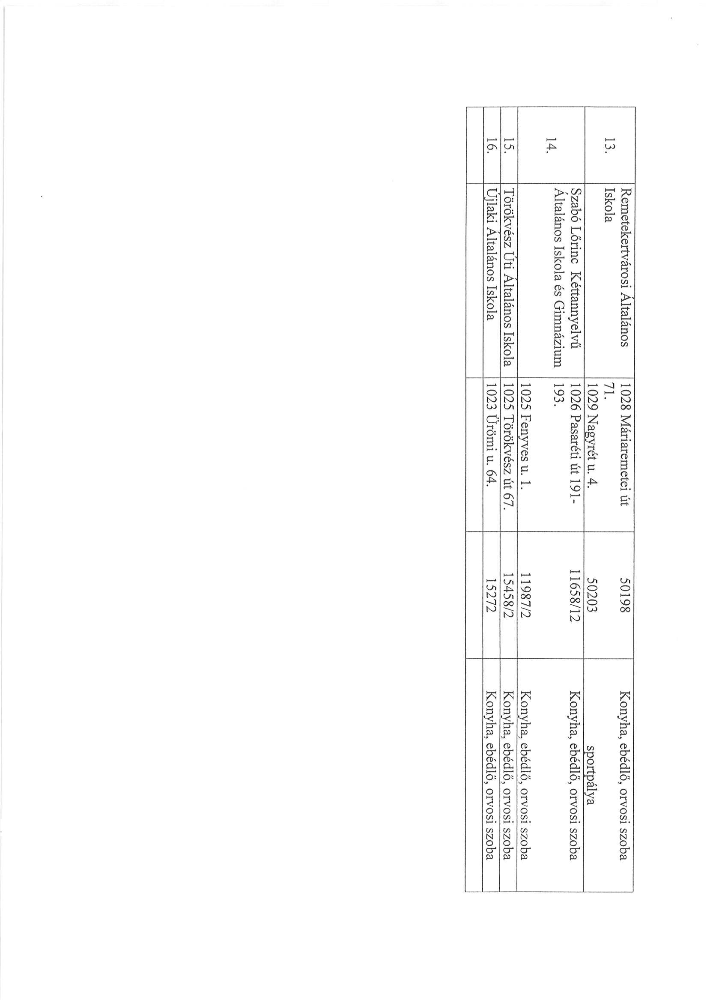 13. Remetekertvárosi Általános 1028 Máriaremetei út 50198 Konyha, ebédlő, orvosi szoba
Iskola 71.
1029 Nagyrét u. 4. 50203 sportpálya
14. Szabó Lőrinc Kéttannyelvű 1026 Pasaréti út 191- 11658/12 Konyha, ebédlő, orvosi szoba
Általános Iskola és Gimnázium 193.
1025 Fenyves u. 1. 11987/2 Konyha, ebédlő, orvosi szoba
15. Törökvész Úti Általános Iskola 1025 Törökvész út 67. 15458/2 Konyha, ebédlő, orvosi szoba
16. Újlaki Általános Iskola 1023 Ürömi u. 64. 15272 Konyha, ebédlő, orvosi szoba